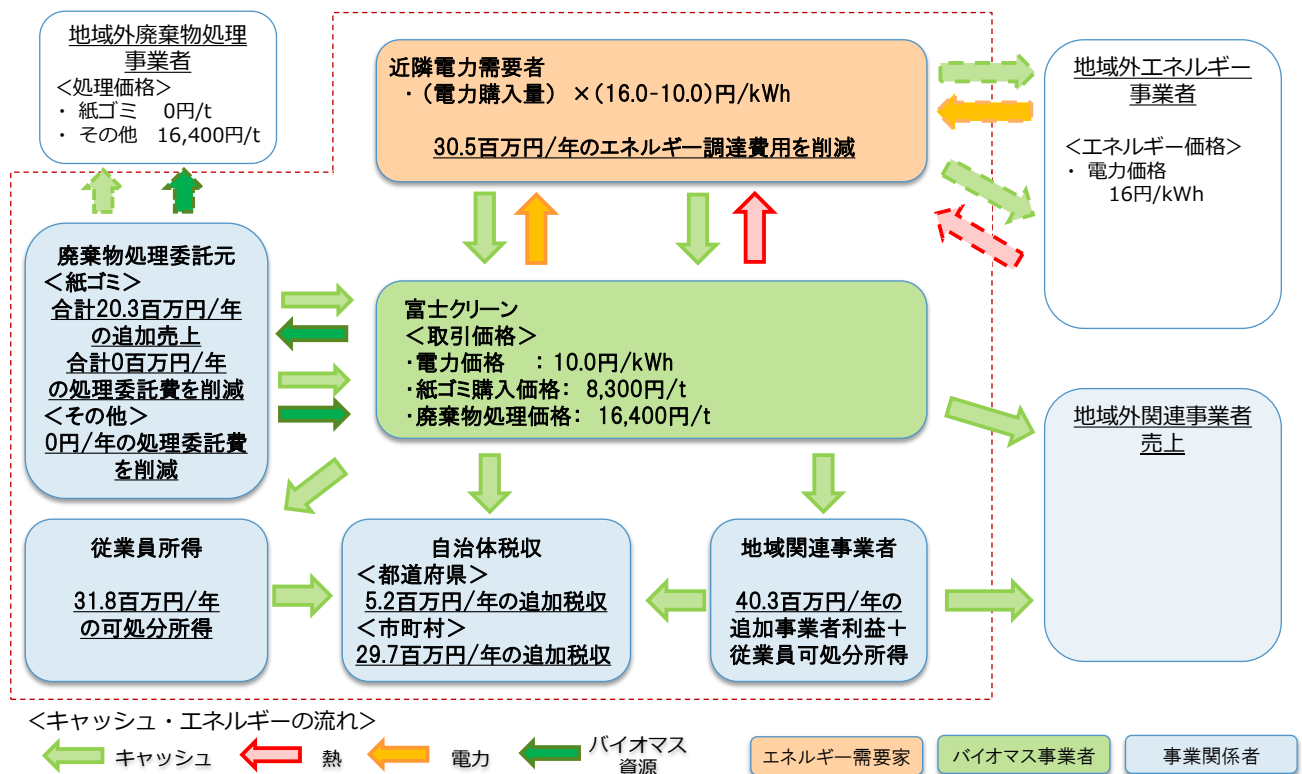 地域外廃棄物処理
事業者
<処理価格>
・ 紙ゴミ 0円/t
・ その他 16,400円/t
近隣電力需要者
・（電力購入量） ×(16.0-10.0)円/kWh
30.5百万円/年のエネルギー調達費用を削減
地域外エネルギー
事業者
<エネルギー価格>
・ 電力価格
16円/kWh
廃棄物処理委託元
<紙ゴミ>
合計20.3百万円/年
の追加売上
合計0百万円/年
の処理委託費を削減
<その他>
0円/年の処理委託費
を削減
富士クリーン
<取引価格>
・電力価格 ：10.0円/kWh
・紙ゴミ購入価格： 8,300円/t
・廃棄物処理価格： 16,400円/t
地域外関連事業者
売上
従業員所得
31.8百万円/年
の可処分所得
自治体税収
<都道府県>
5.2百万円/年の追加税収
<市町村>
29.7百万円/年の追加税収
地域関連事業者
40.3百万円/年の
追加事業者利益＋
従業員可処分所得
<キャッシュ・エネルギーの流れ>
キャッシュ
熱
電力
バイオマス
資源
エネルギー需要家
バイオマス事業者
事業関係者